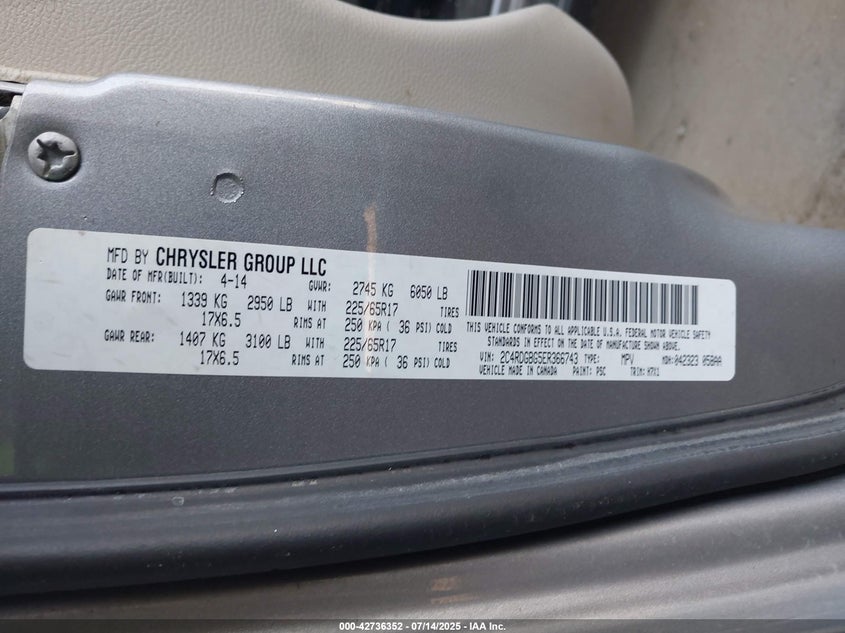 MFD BY CHRYSLER GROUP LLC
DATE OF MFR(BUILT): 4-14 GVWR: 2745 KG 6050 LB
GAWR FRONT: 1339 KG 2950 LB WITH 225/65R17 TIRES
17X6.5 RIMS AT 250 KPA ( 36 PSI) COLD
GAWR REAR: 1407 KG 3100 LB WITH 225/65R17 TIRES
17X6.5 RIMS AT 250 KPA ( 36 PSI) COLD
THIS VEHICLE CONFORMS TO ALL APPLICABLE U.S.A. FEDERAL MOTOR VEHICLE SAFETY
STANDARDS IN EFFECT ON THE DATE OF MANUFACTURE SHOWN ABOVE.
VIN: 2C4RDGBG5ER366743 TYPE: MPV MDH:042323 058AA
VEHICLE MADE IN CANADA PAINT: PSC TRIM: H7X1
000-42736352 - 07/14/2025 - IAA Inc.